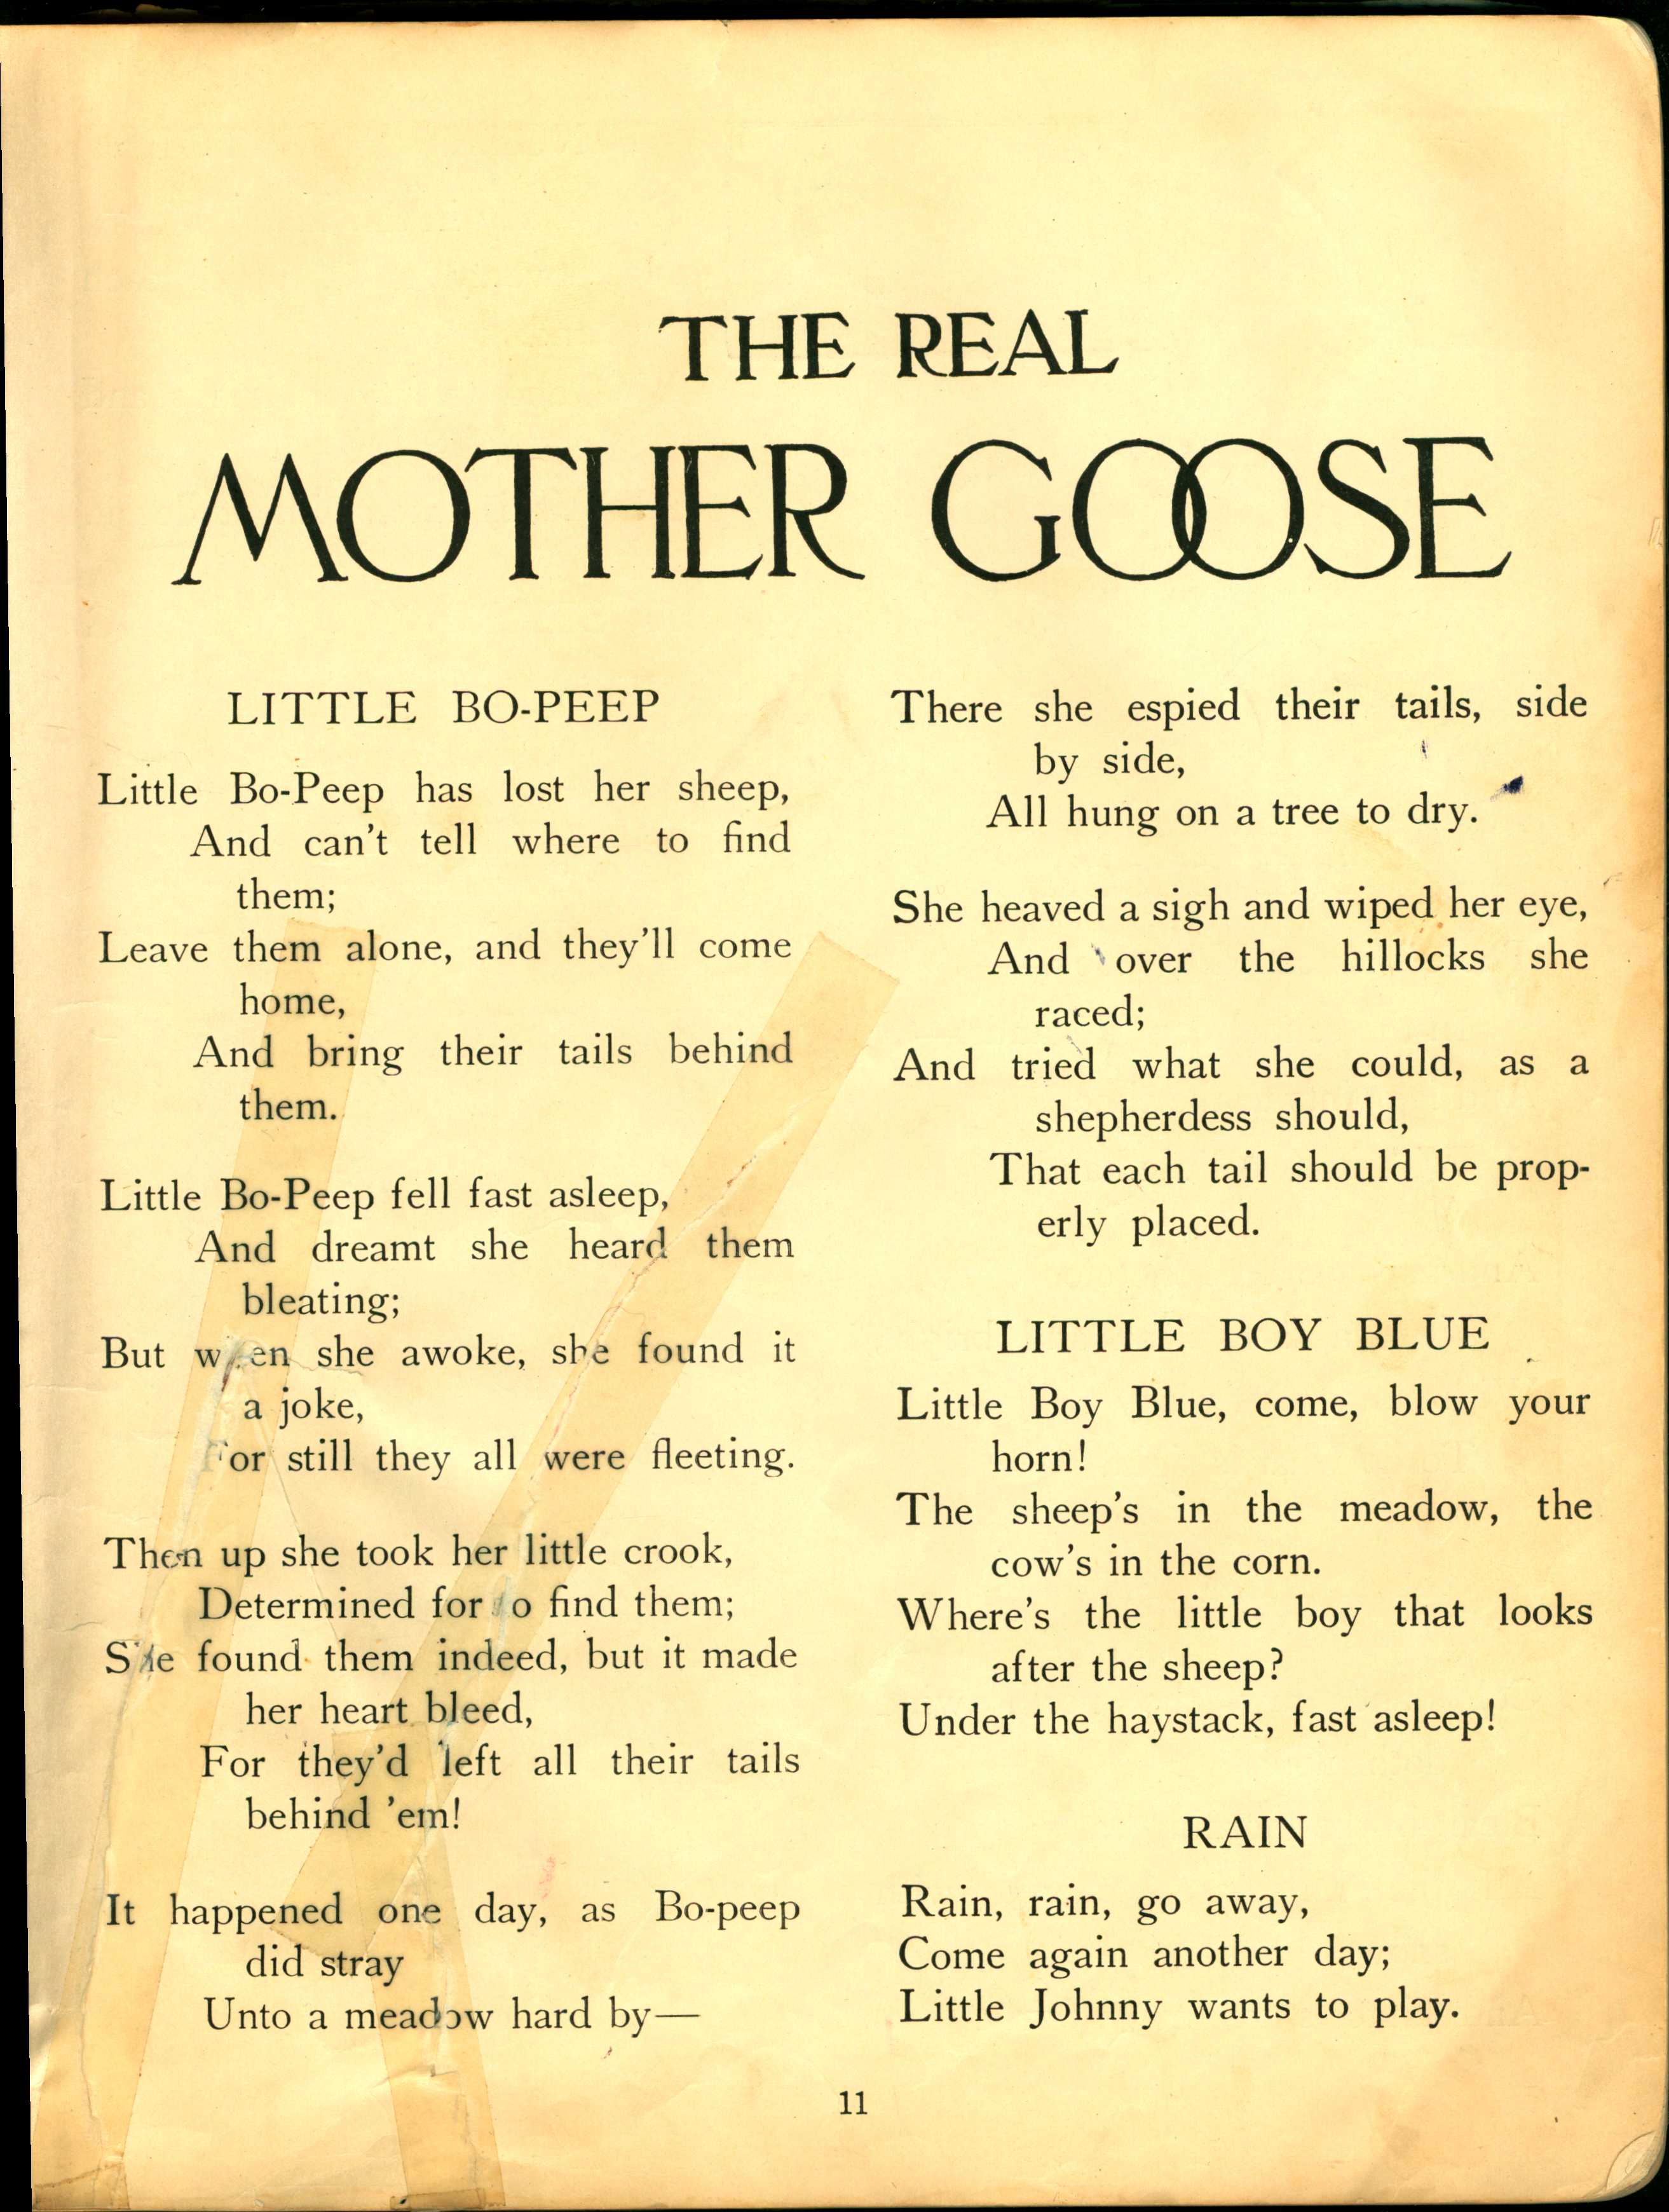 THE REAL
MOTHER GOOSE
LITTLE BO-PEEP
Little Bo-Peep has lost her sheep,
And can't tell where to find
them;
Leave them alone, and they'll come
home,
And bring their tails behind
them.
Little Bo-Peep fell fast asleep,
And dreamt she heard them
bleating;
But when she awoke, she found it
a joke,
For still they all were fleeting.
Then up she took her little crook,
Determined for to find them;
She found them indeed, but it made
her heart bleed,
For they'd left all their tails
behind 'em!
It happened one day, as Bo-peep
did stray
Unto a meadow hard by—
There she espied their tails, side
by side,
All hung on a tree to dry.
She heaved a sigh and wiped her eye,
And over the hillocks she
raced;
And tried what she could, as a
shepherdess should,
That each tail should be prop-
erly placed.
LITTLE BOY BLUE
Little Boy Blue, come, blow your
horn!
The sheep's in the meadow, the
cow's in the corn.
Where's the little boy that looks
after the sheep?
Under the haystack, fast asleep!
RAIN
Rain, rain, go away,
Come again another day;
Little Johnny wants to play.
11